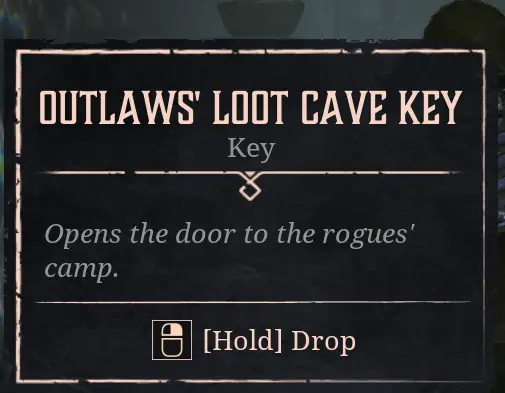 OUTLAWS' LOOT CAVE KEY
Key
Opens the door to the rogues'
camp.
[Hold] Drop